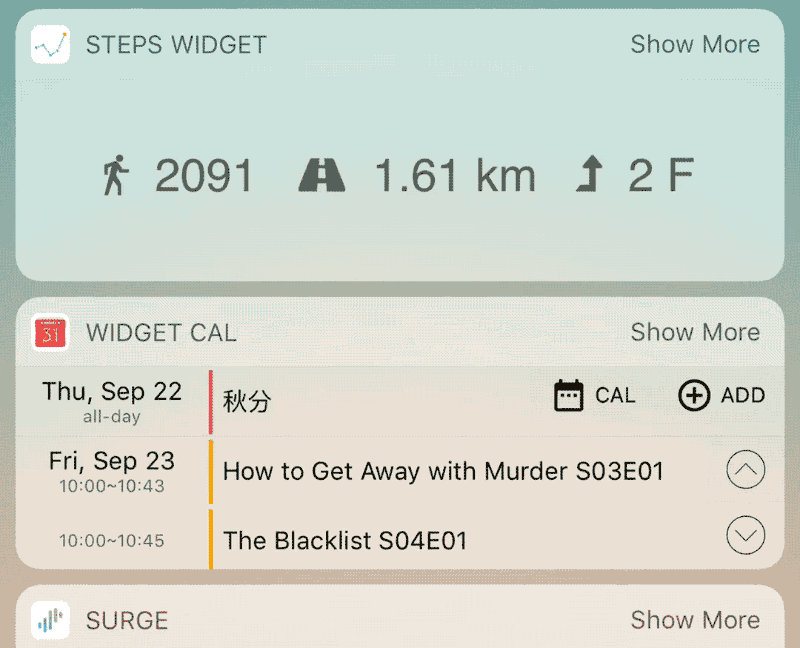 STEPS WIDGET Show More
2091 1.61 km 2 F
31 WIDGET CAL Show More
Thu, Sep 22 秋分 CAL ADD
all-day
Fri, Sep 23 How to Get Away with Murder S03E01
10:00~10:43
10:00~10:45 The Blacklist S04E01
SURGE Show More